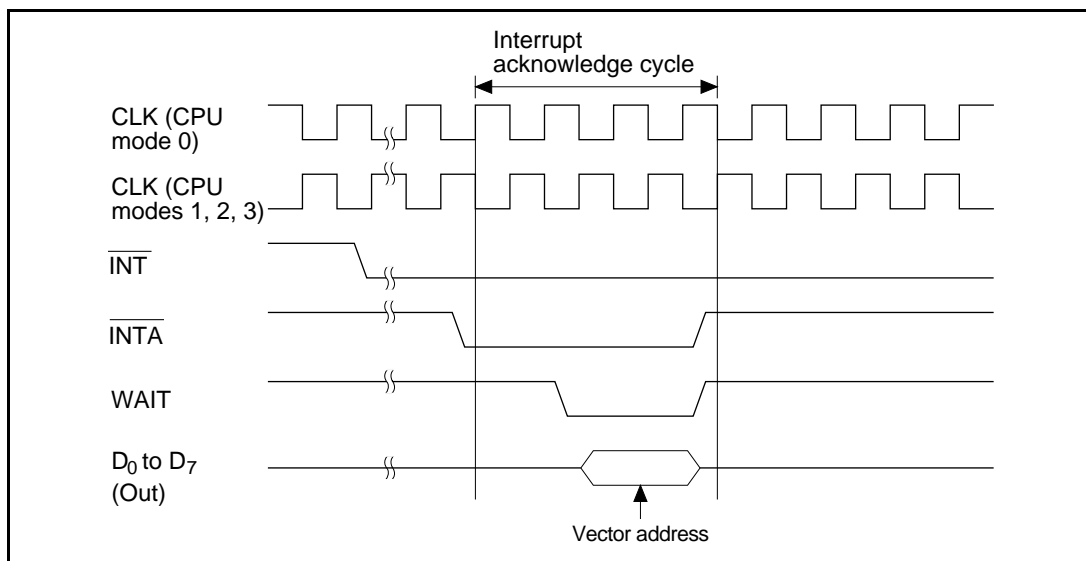 Interrupt
acknowledge cycle
CLK (CPU
mode 0)
CLK (CPU
modes 1, 2, 3)
INT
INTA
WAIT
D0 to D7
(Out)
Vector address